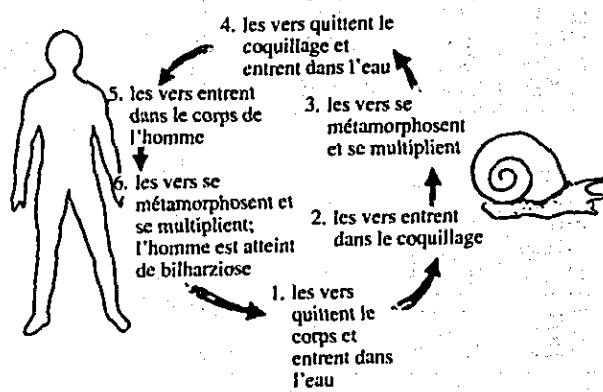 4. les vers quittent le
coquillage et
entrent dans l'eau
5. les vers entrent
dans le corps de
l'homme
3. les vers se
métamorphosent
et se multiplient
6. les vers se
métamorphosent et
se multiplient;
l'homme est atteint
de bilharziose
2. les vers entrent
dans le coquillage
1. les vers
quittent le
corps et
entrent dans
l'eau